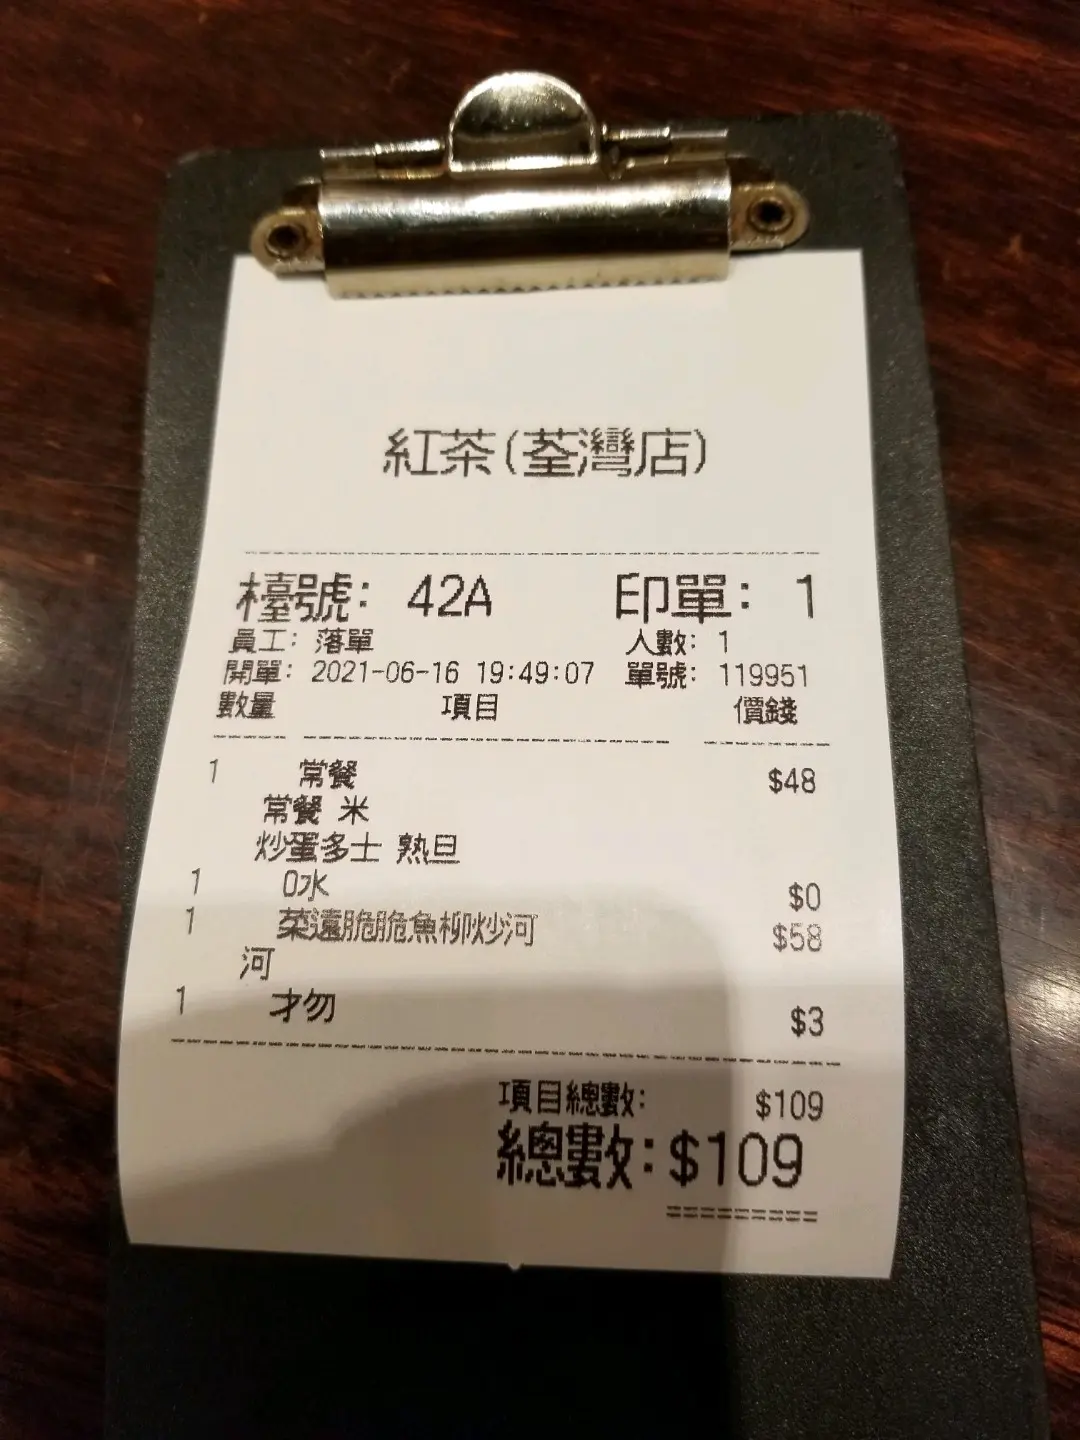 紅茶(荃灣店)
檯號: 42A 印單: 1
員工: 落單 人數: 1
開單: 2021-06-16 19:49:07 單號: 119951
數量 項目 價錢
1 常餐 $48
常餐 米
炒蛋多士 熟旦
1 0水 $0
1 菜遠脆脆魚柳炒河 $58
河
1 才勿 $3
項目總數: $109
總數: $109